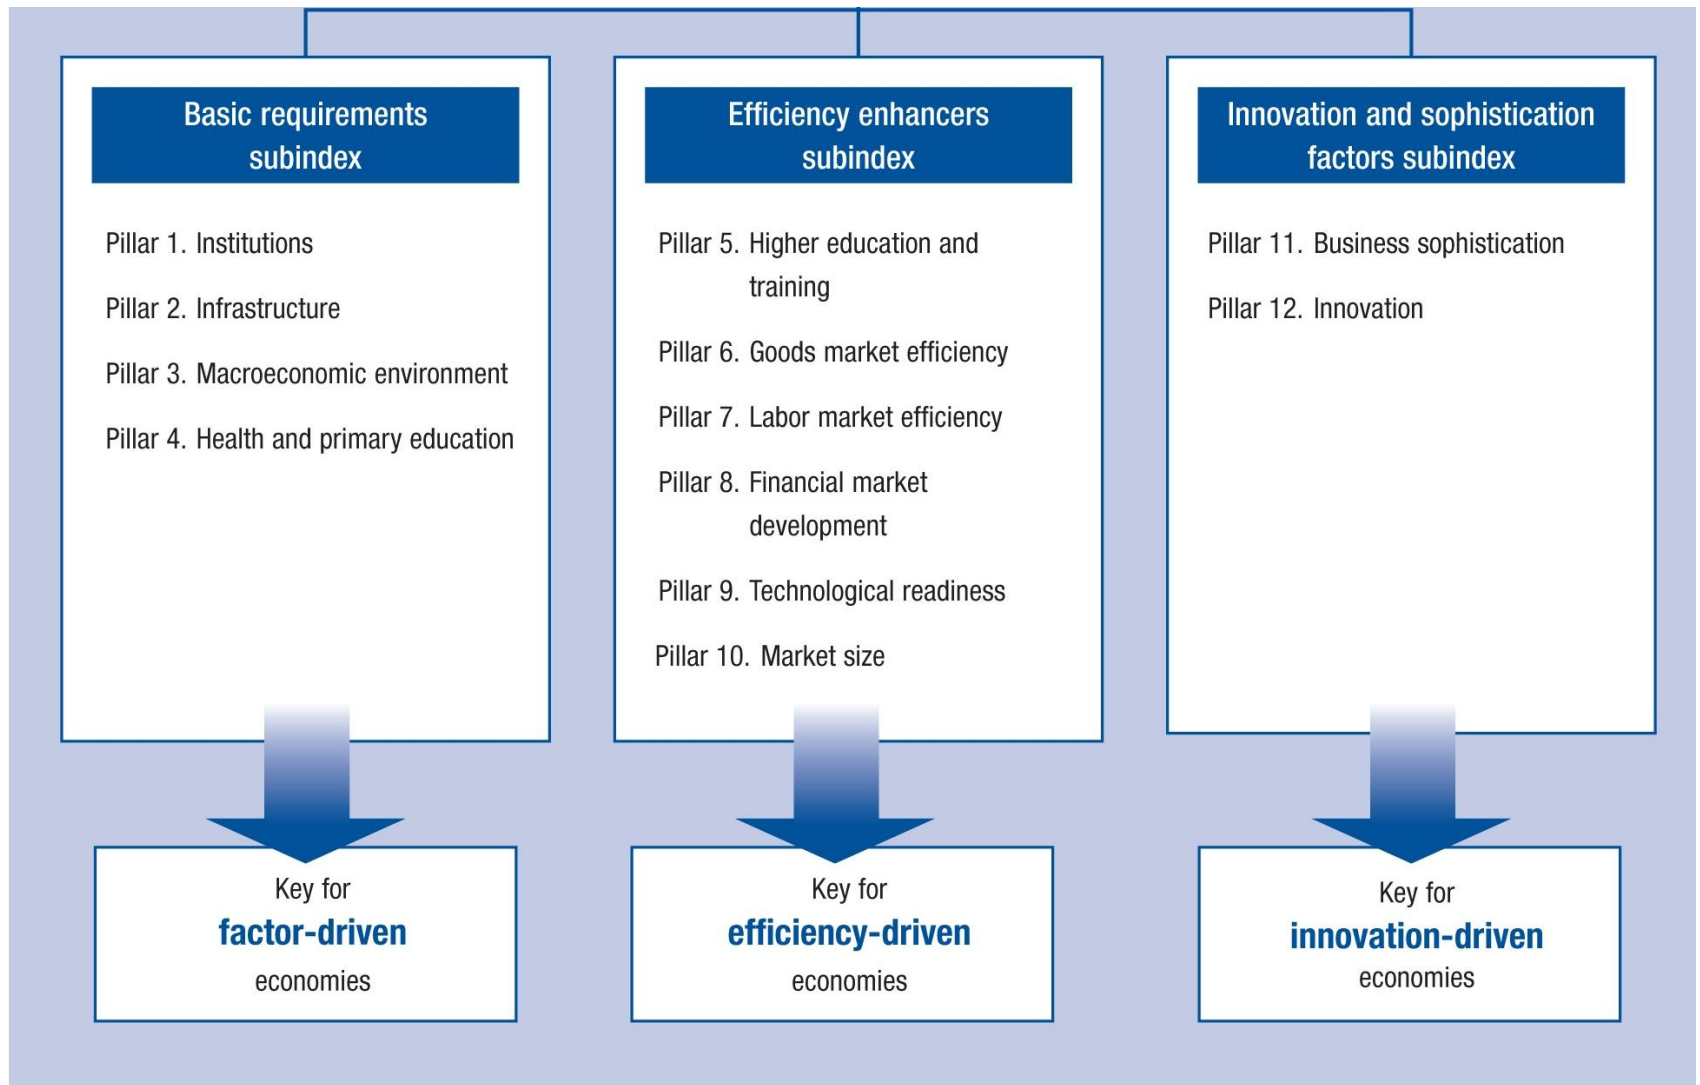 Basic requirements
subindex
Pillar 1. Institutions
Pillar 2. Infrastructure
Pillar 3. Macroeconomic environment
Pillar 4. Health and primary education
Key for
factor-driven
economies
Efficiency enhancers
subindex
Pillar 5. Higher education and
training
Pillar 6. Goods market efficiency
Pillar 7. Labor market efficiency
Pillar 8. Financial market
development
Pillar 9. Technological readiness
Pillar 10. Market size
Key for
efficiency-driven
economies
Innovation and sophistication
factors subindex
Pillar 11. Business sophistication
Pillar 12. Innovation
Key for
innovation-driven
economies